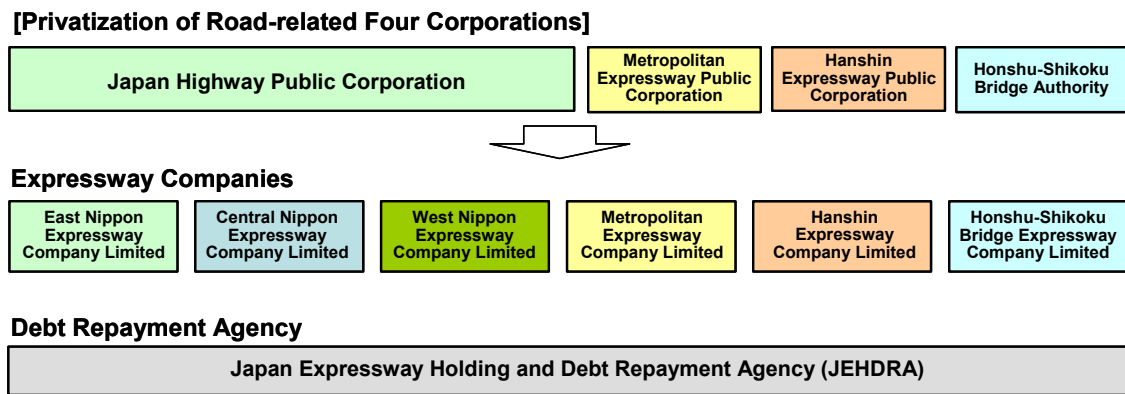 [Privatization of Road-related Four Corporations]
Japan Highway Public Corporation
Metropolitan
Expressway Public
Corporation
Hanshin
Expressway Public
Corporation
Honshu-Shikoku
Bridge Authority
Expressway Companies
East Nippon
Expressway
Company Limited
Central Nippon
Expressway
Company Limited
West Nippon
Expressway
Company Limited
Metropolitan
Expressway
Company Limited
Hanshin
Expressway
Company Limited
Honshu-Shikoku
Bridge Expressway
Company Limited
Debt Repayment Agency
Japan Expressway Holding and Debt Repayment Agency (JEHDRA)